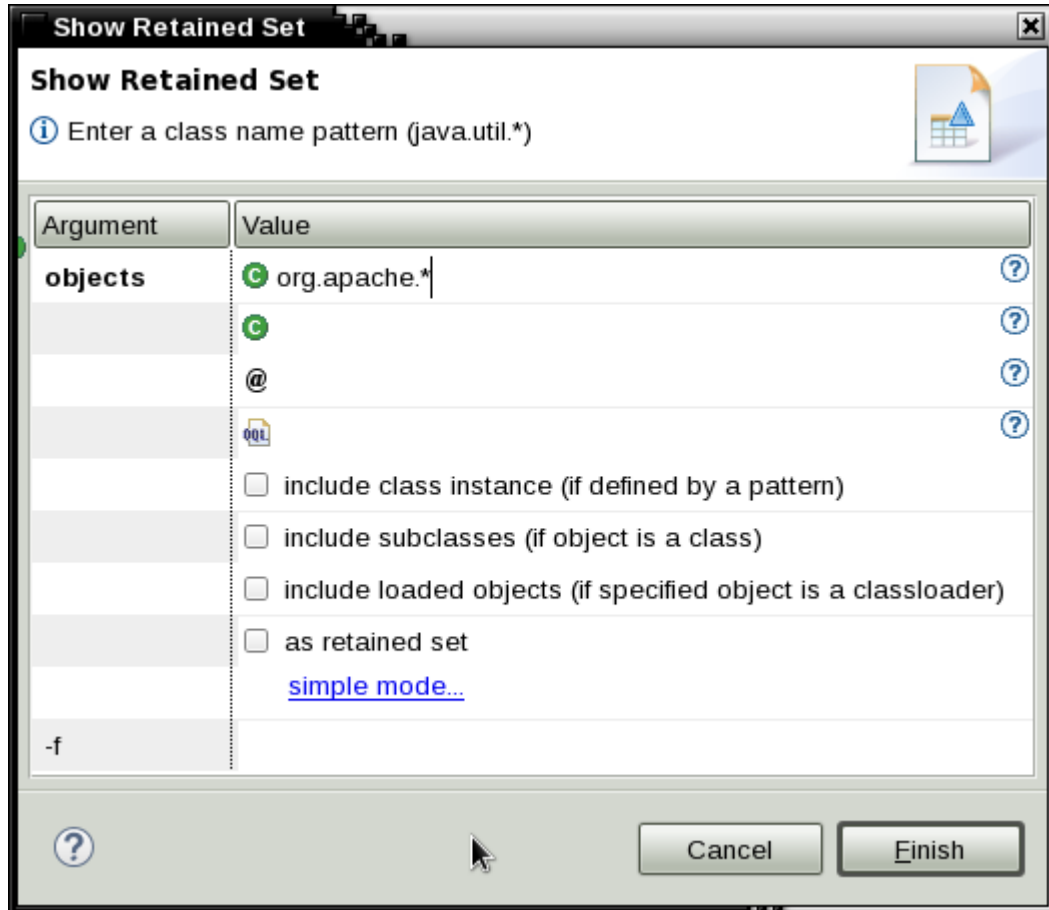 Show Retained Set
Show Retained Set
Enter a class name pattern (java.util.*)
Argument Value
objects C org.apache.*
C
@
OQL
include class instance (if defined by a pattern)
include subclasses (if object is a class)
include loaded objects (if specified object is a classloader)
as retained set
simple mode...
-f
Cancel Finish